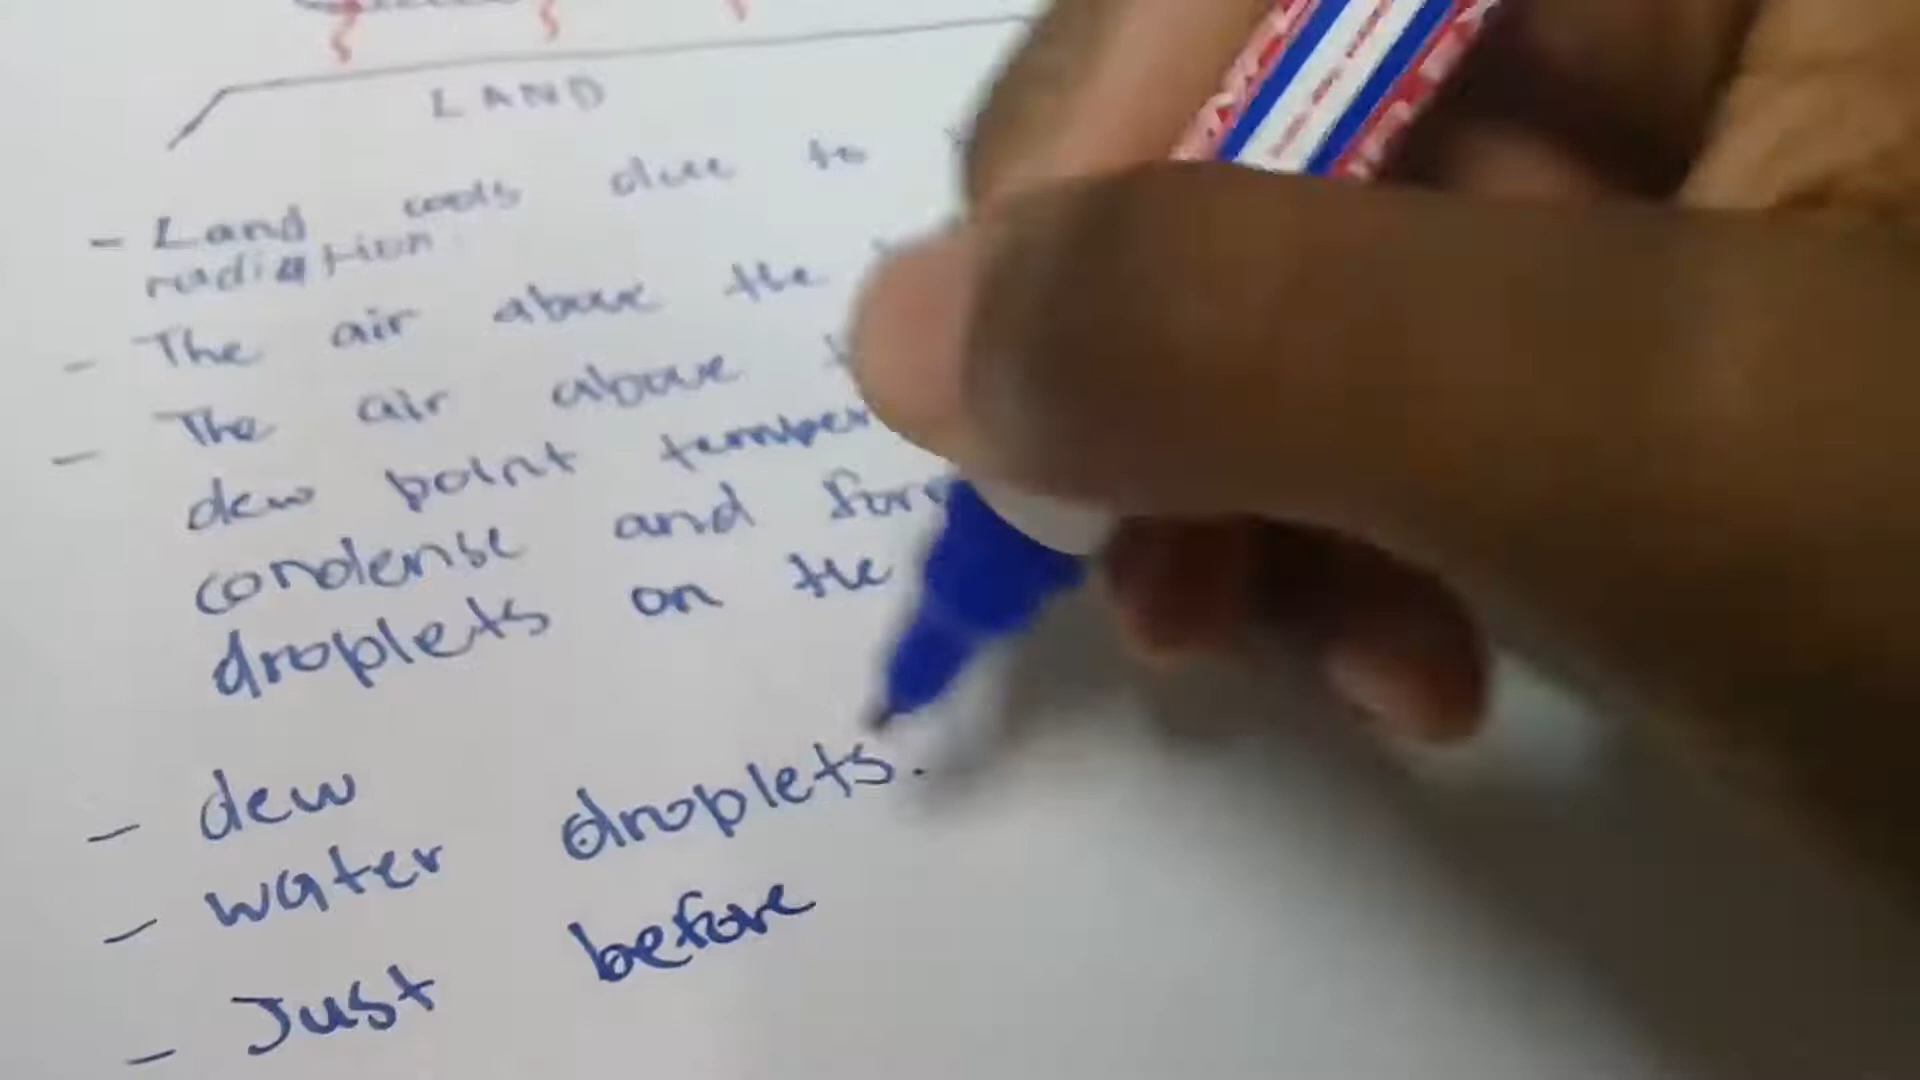 LAND
- Land cools due to
radiation.
- The air above the
- The air above
dew point temper
condense and for
droplets on the
- dew
- water droplets.
- Just before